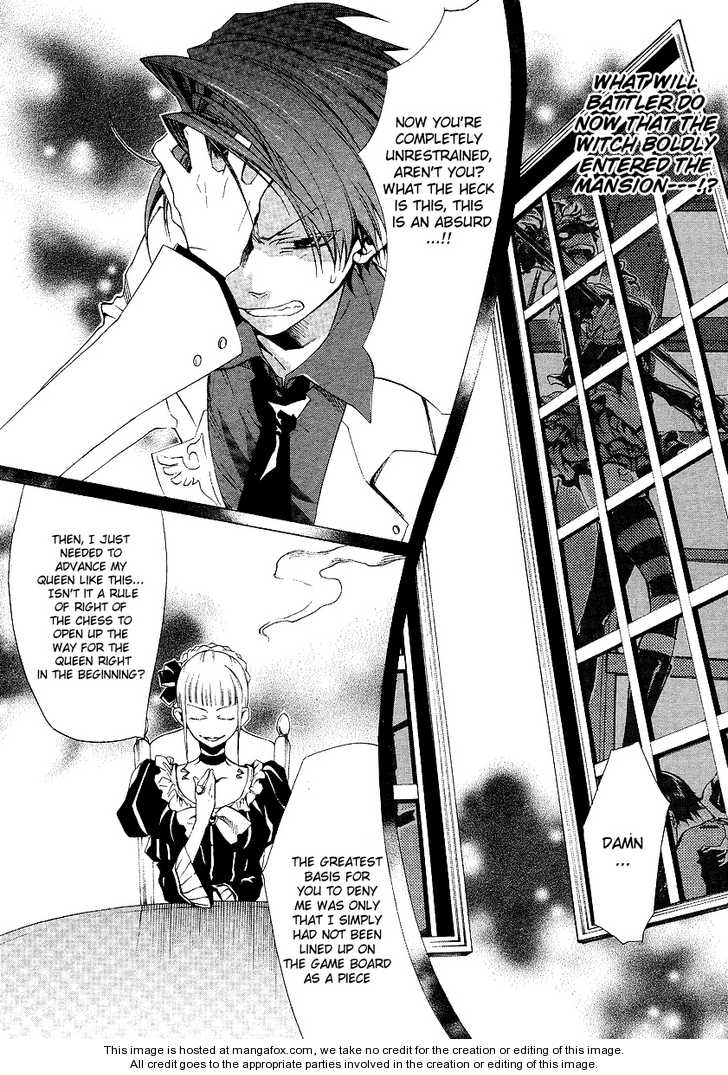 WHAT WILL
BATTLER DO
NOW THAT THE
WITCH BOLDLY
ENTERED THE
MANSION---!?
DAMN
...
NOW YOU'RE
COMPLETELY
UNRESTRAINED,
AREN'T YOU?
WHAT THE HECK
IS THIS, THIS
IS AN ABSURD
...!!
THEN, I JUST
NEEDED TO
ADVANCE MY
QUEEN LIKE THIS...
ISN'T IT A RULE
OF RIGHT OF
THE CHESS TO
OPEN UP THE
WAY FOR THE
QUEEN RIGHT
IN THE BEGINNING?
THE GREATEST
BASIS FOR
YOU TO DENY
ME WAS ONLY
THAT I SIMPLY
HAD NOT BEEN
LINED UP ON
THE GAME BOARD
AS A PIECE
This image is hosted at mangafox.com, we take no credit for the creation or editing of this image.
All credit goes to the appropriate parties involved in the creation or editing of this image.